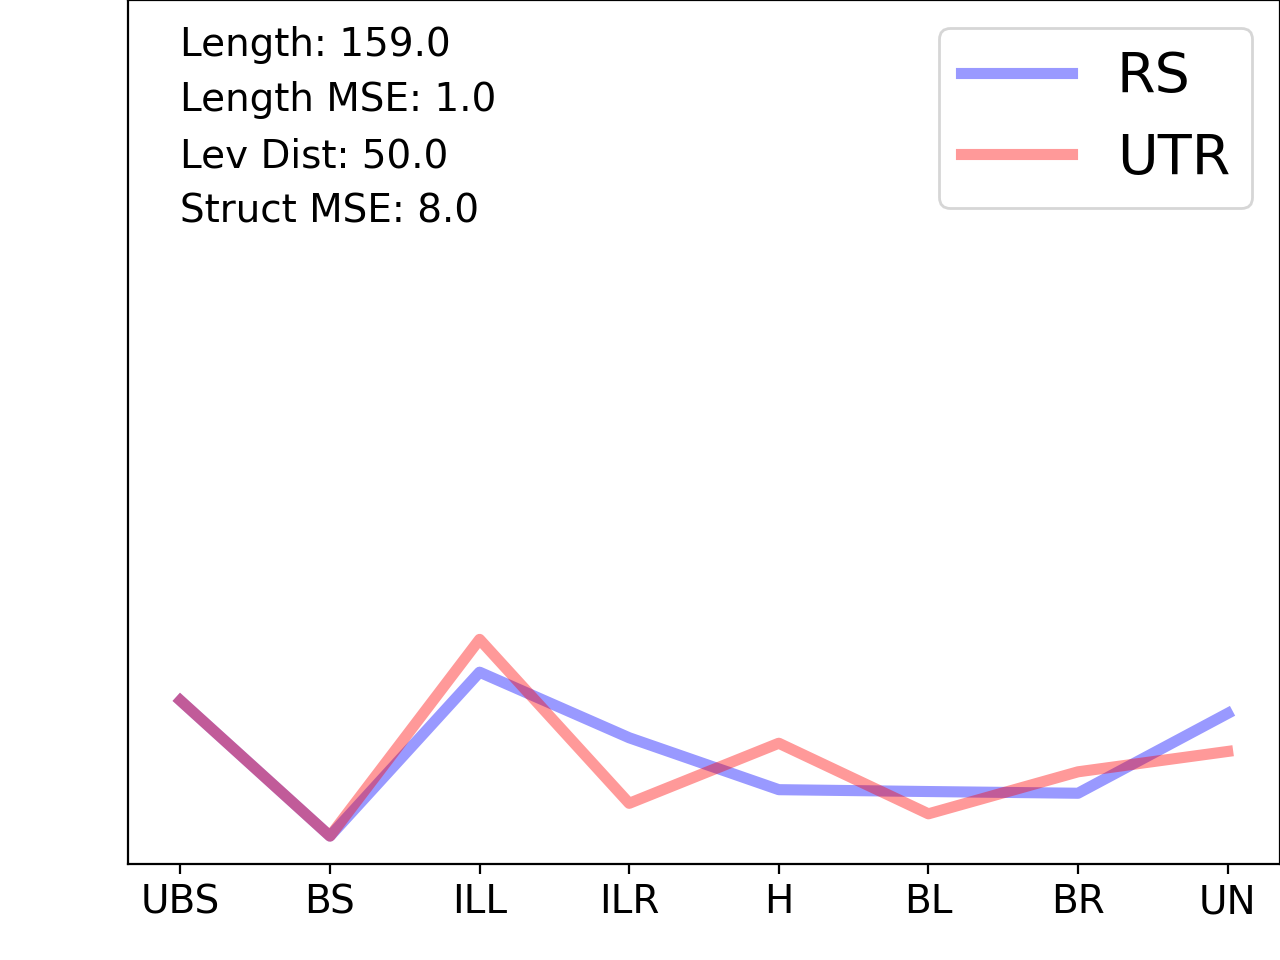 Length: 159.0
Length MSE: 1.0
Lev Dist: 50.0
Struct MSE: 8.0
RS
UTR
UBS BS ILL ILR H BL BR UN